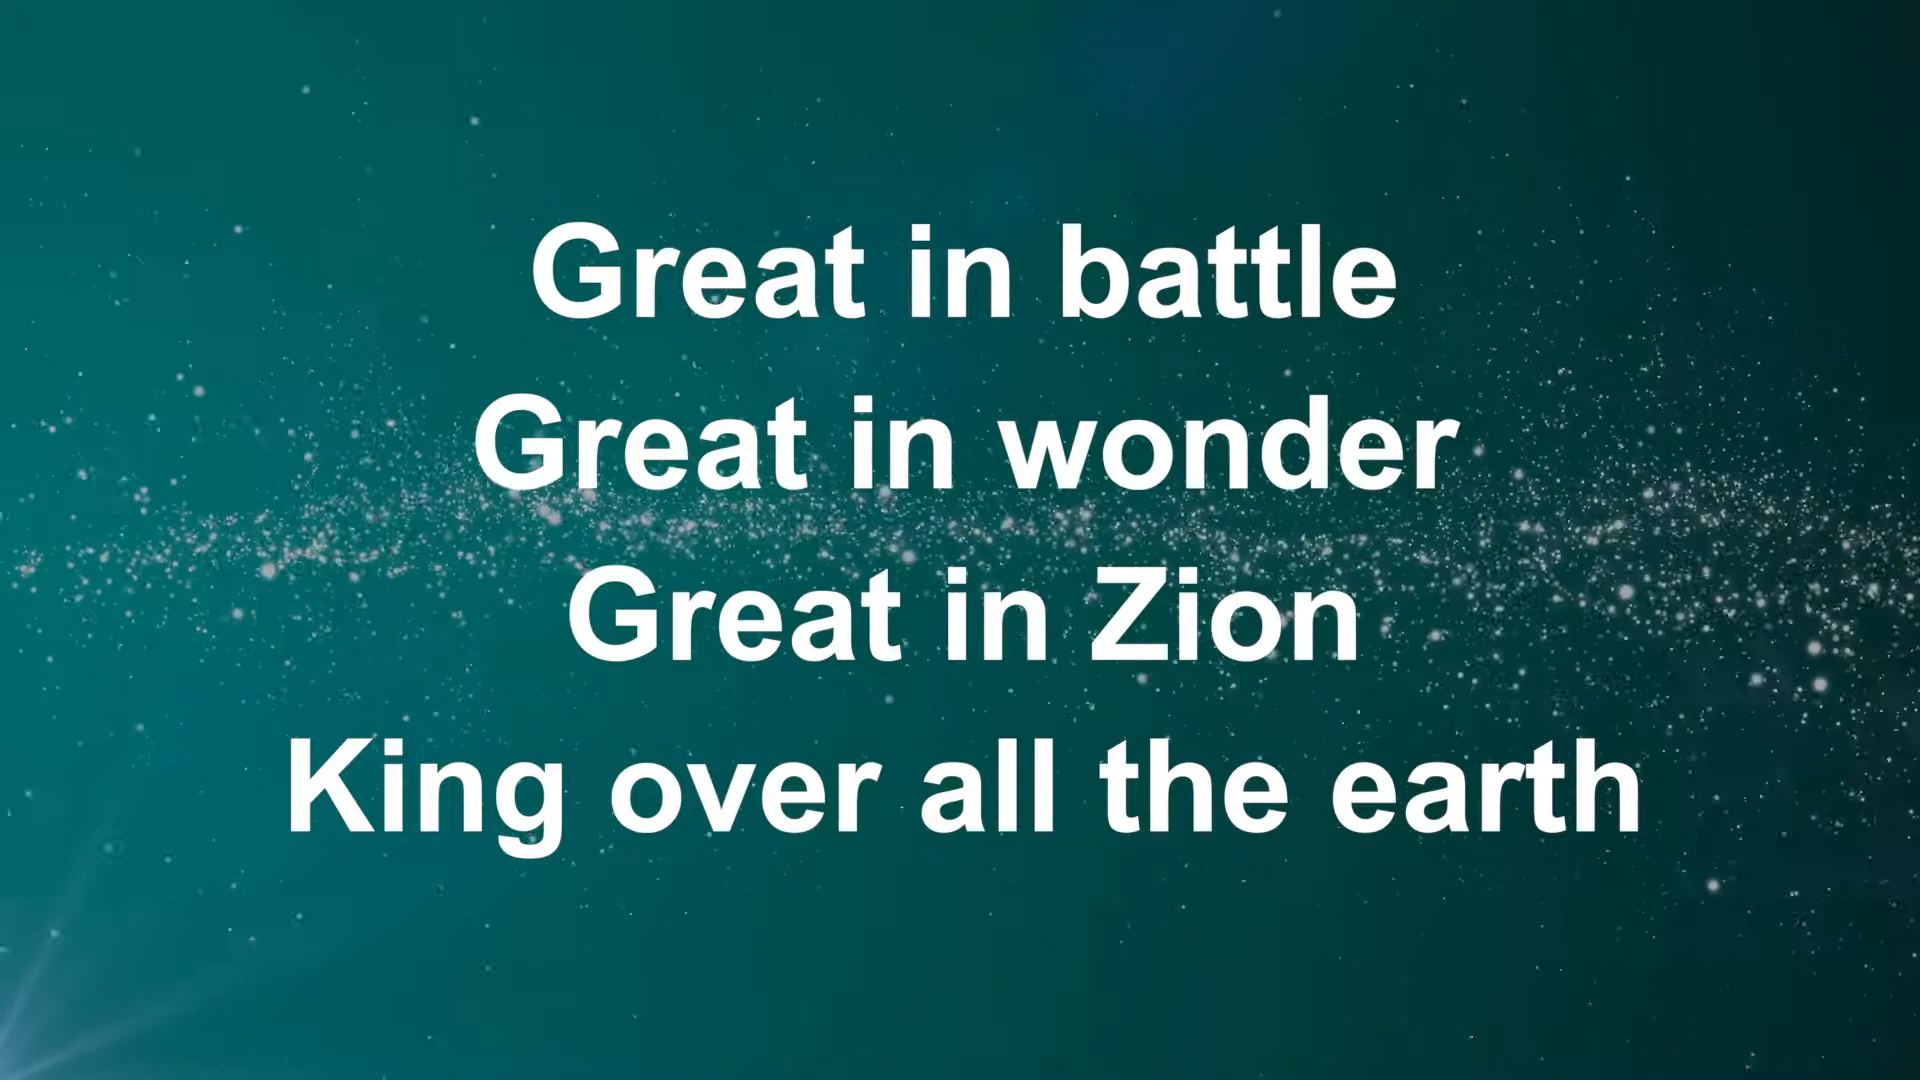 Great in battle
Great in wonder
Great in Zion
King over all the earth